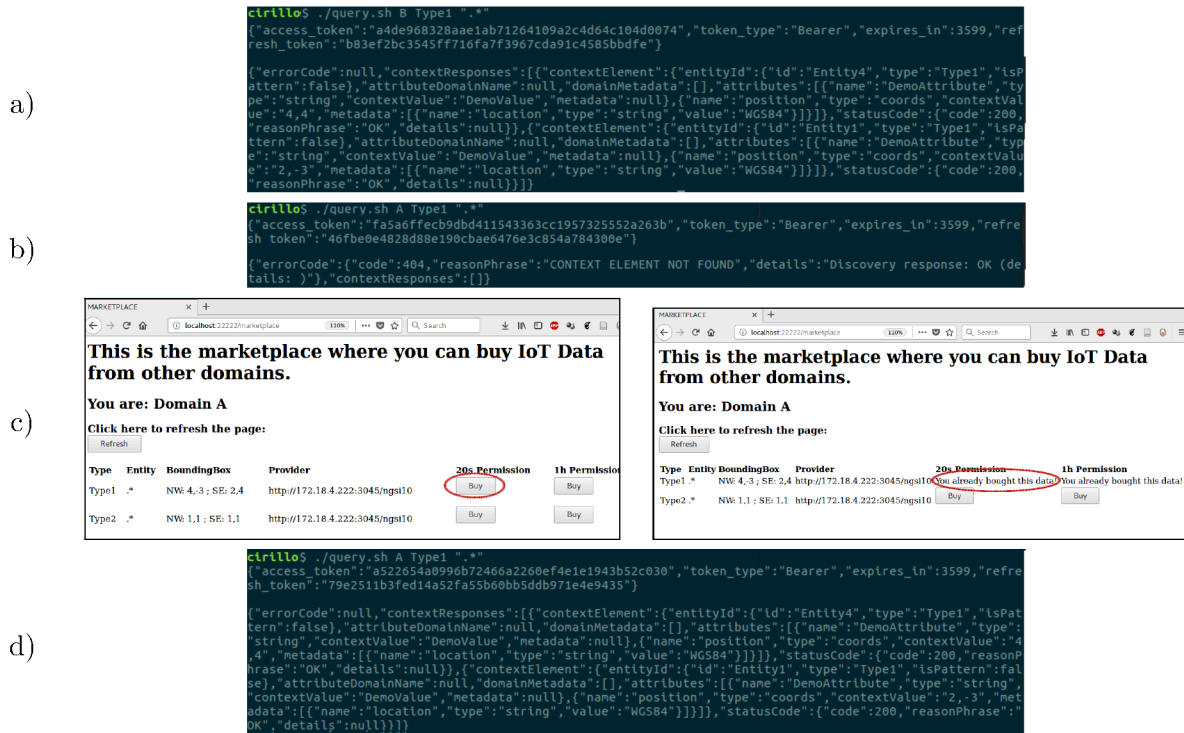 a)
cirillo$ ./query.sh B Type1 ".*"
{"access_token":"a4de968328aae1ab71264109a2c4d64c104d0074","token_type":"Bearer","expires_in":3599,"ref
resh_token":"b83ef2bc3545ff716fa7f3967cda91c4585bbdfe"}
{"errorCode":null,"contextResponses":[{"contextElement":{"entityId":{"id":"Entity4","type":"Type1","isP
attern":false},"attributeDomainName":null,"domainMetadata":[],"attributes":[{"name":"DemoAttribute","ty
pe":"string","contextValue":"DemoValue","metadata":null},{"name":"position","type":"coords","contextVal
ue":"4,4","metadata":[{"name":"location","type":"string","value":"WGS84"}]}]},"statusCode":{"code":200,
"reasonPhrase":"OK","details":null}},{"contextElement":{"entityId":{"id":"Entity1","type":"Type1","isPa
ttern":false},"attributeDomainName":null,"domainMetadata":[],"attributes":[{"name":"DemoAttribute","typ
e":"string","contextValue":"DemoValue","metadata":null},{"name":"position","type":"coords","contextValu
e":"2,-3","metadata":[{"name":"location","type":"string","value":"WGS84"}]}]},"statusCode":{"code":200,
"reasonPhrase":"OK","details":null}}]}
b)
cirillo$ ./query.sh A Type1 ".*"
{"access_token":"fa5a6ffecb9dbd411543363cc1957325552a263b","token_type":"Bearer","expires_in":3599,"refre
sh token":"46fbe0e4828d88e190cbae6476e3c854a784300e"}
{"errorCode":{"code":404,"reasonPhrase":"CONTEXT ELEMENT NOT FOUND","details":"Discovery response: OK (de
tails: )"},"contextResponses":[]}
c)
MARKETPLACE × +
localhost:22222/marketplace 110% Search
This is the marketplace where you can buy IoT Data
from other domains.
You are: Domain A
Click here to refresh the page:
Refresh
Type Entity BoundingBox Provider 20s Permission 1h Permission
Type1 .* NW: 4,-3 ; SE: 2,4 http://172.18.4.222:3045/ngsi10 Buy Buy
Type2 .* NW: 1,1 ; SE: 1,1 http://172.18.4.222:3045/ngsi10 Buy Buy
MARKETPLACE × +
localhost:22222/marketplace 110% Search
This is the marketplace where you can buy IoT Data
from other domains.
You are: Domain A
Click here to refresh the page:
Refresh
Type Entity BoundingBox Provider 20s Permission 1h Permission
Type1 .* NW: 4,-3 ; SE: 2,4 http://172.18.4.222:3045/ngsi10 You already bought this data! You already bought this data!
Type2 .* NW: 1,1 ; SE: 1,1 http://172.18.4.222:3045/ngsi10 Buy Buy
d)
cirillo$ ./query.sh A Type1 ".*"
{"access_token":"a522654a0996b72466a2260ef4e1e1943b52c030","token_type":"Bearer","expires_in":3599,"refre
sh_token":"79e2511b3fed14a52fa55b60bb5ddb971e4e9435"}
{"errorCode":null,"contextResponses":[{"contextElement":{"entityId":{"id":"Entity4","type":"Type1","isPat
tern":false},"attributeDomainName":null,"domainMetadata":[],"attributes":[{"name":"DemoAttribute","type":
"string","contextValue":"DemoValue","metadata":null},{"name":"position","type":"coords","contextValue":"4
,4","metadata":[{"name":"location","type":"string","value":"WGS84"}]}]},"statusCode":{"code":200,"reasonP
hrase":"OK","details":null}},{"contextElement":{"entityId":{"id":"Entity1","type":"Type1","isPattern":fal
se},"attributeDomainName":null,"domainMetadata":[],"attributes":[{"name":"DemoAttribute","type":"string",
"contextValue":"DemoValue","metadata":null},{"name":"position","type":"coords","contextValue":"2,-3","met
adata":[{"name":"location","type":"string","value":"WGS84"}]}]},"statusCode":{"code":200,"reasonPhrase":"
OK","details":null}}]}